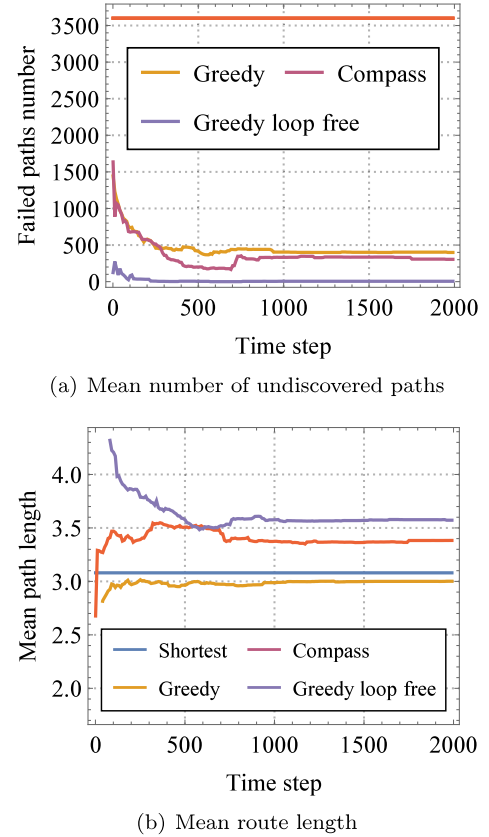 3500
3000
2500
2000
1500
1000
500
0
Failed paths number
Greedy Compass
Greedy loop free
0 500 1000 1500 2000
Time step
(a) Mean number of undiscovered paths
4.0
3.5
3.0
2.5
2.0
Mean path length
Shortest Compass
Greedy Greedy loop free
0 500 1000 1500 2000
Time step
(b) Mean route length